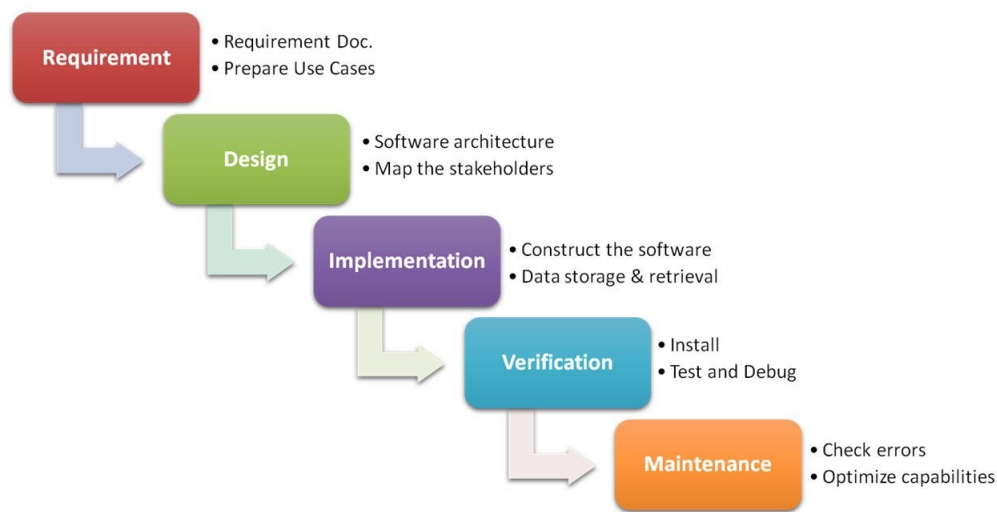 Requirement
• Requirement Doc.
• Prepare Use Cases
Design
• Software architecture
• Map the stakeholders
Implementation
• Construct the software
• Data storage & retrieval
Verification
• Install
• Test and Debug
Maintenance
• Check errors
• Optimize capabilities